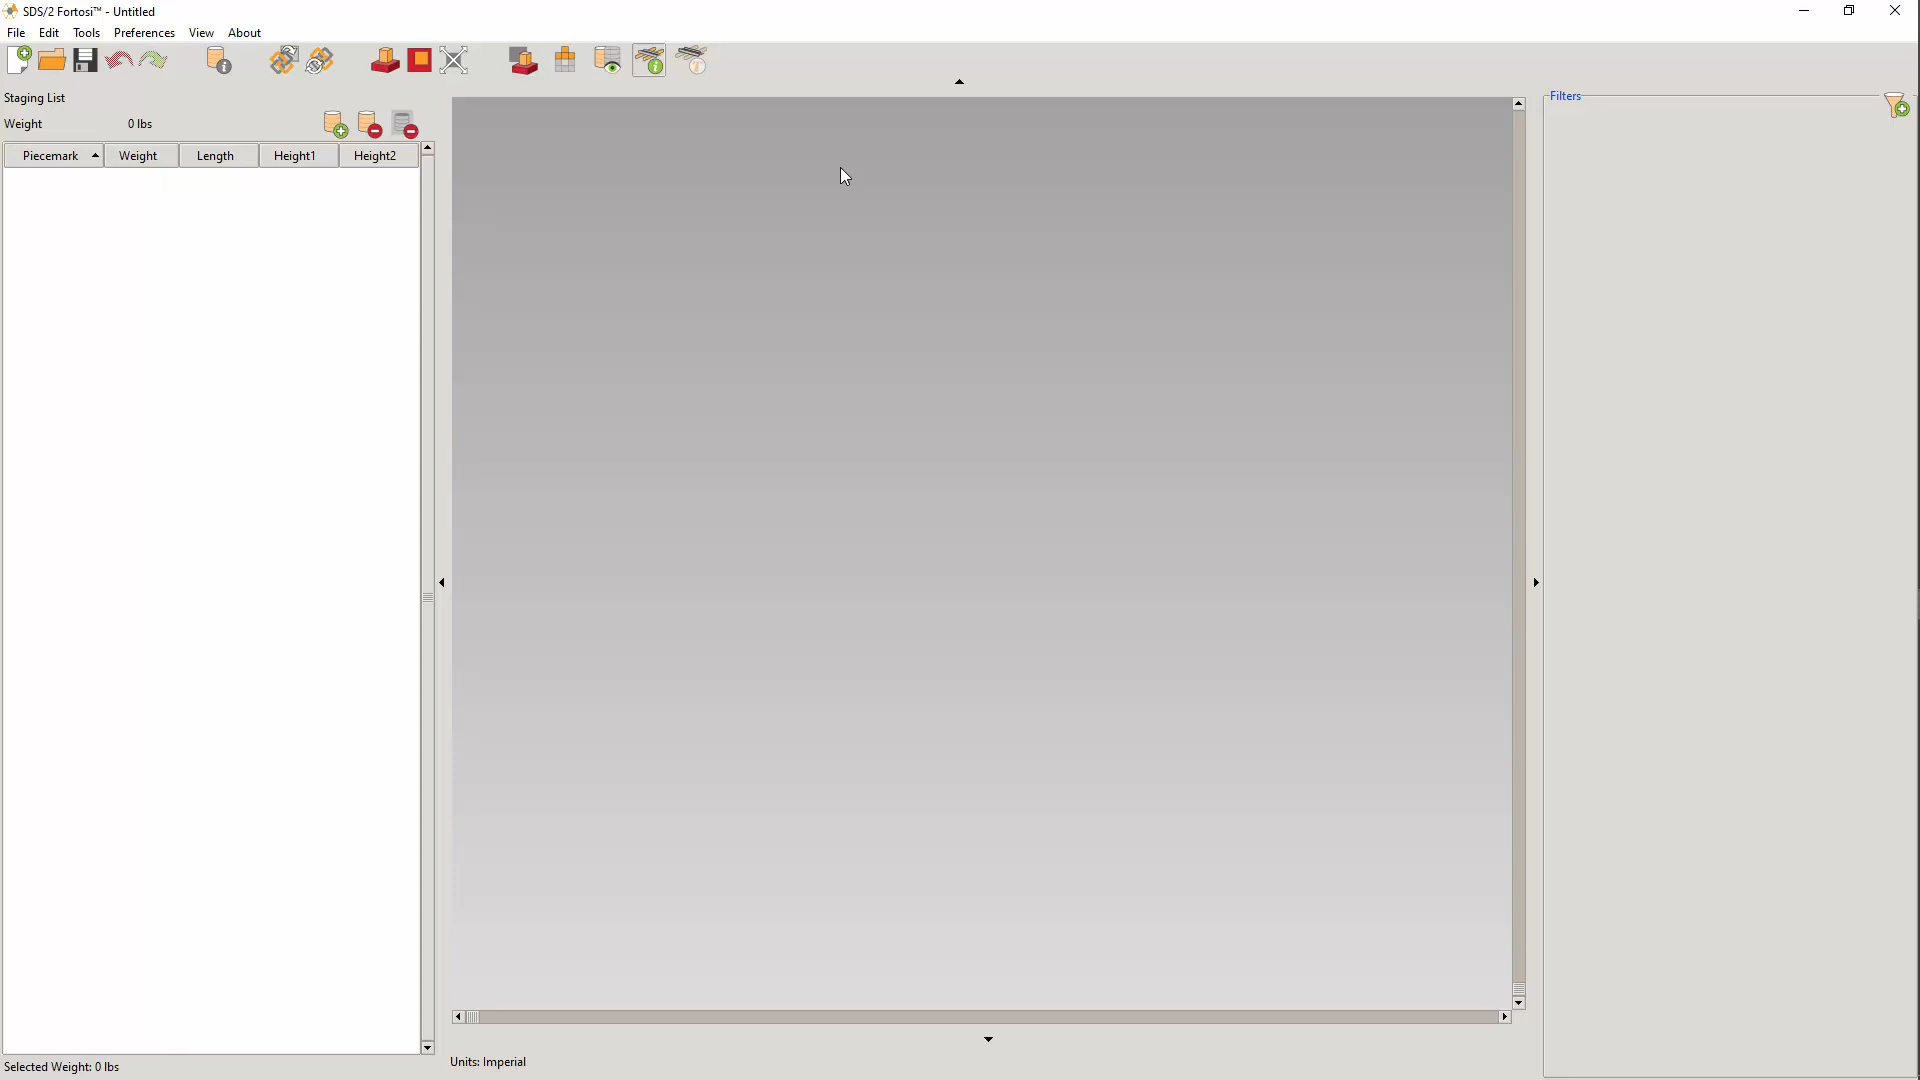 SDS/2 Fortosi™ - Untitled
File Edit Tools Preferences View About
Staging List
Weight 0 lbs
Piecemark Weight Length Height1 Height2
Filters
Selected Weight: 0 lbs
Units: Imperial